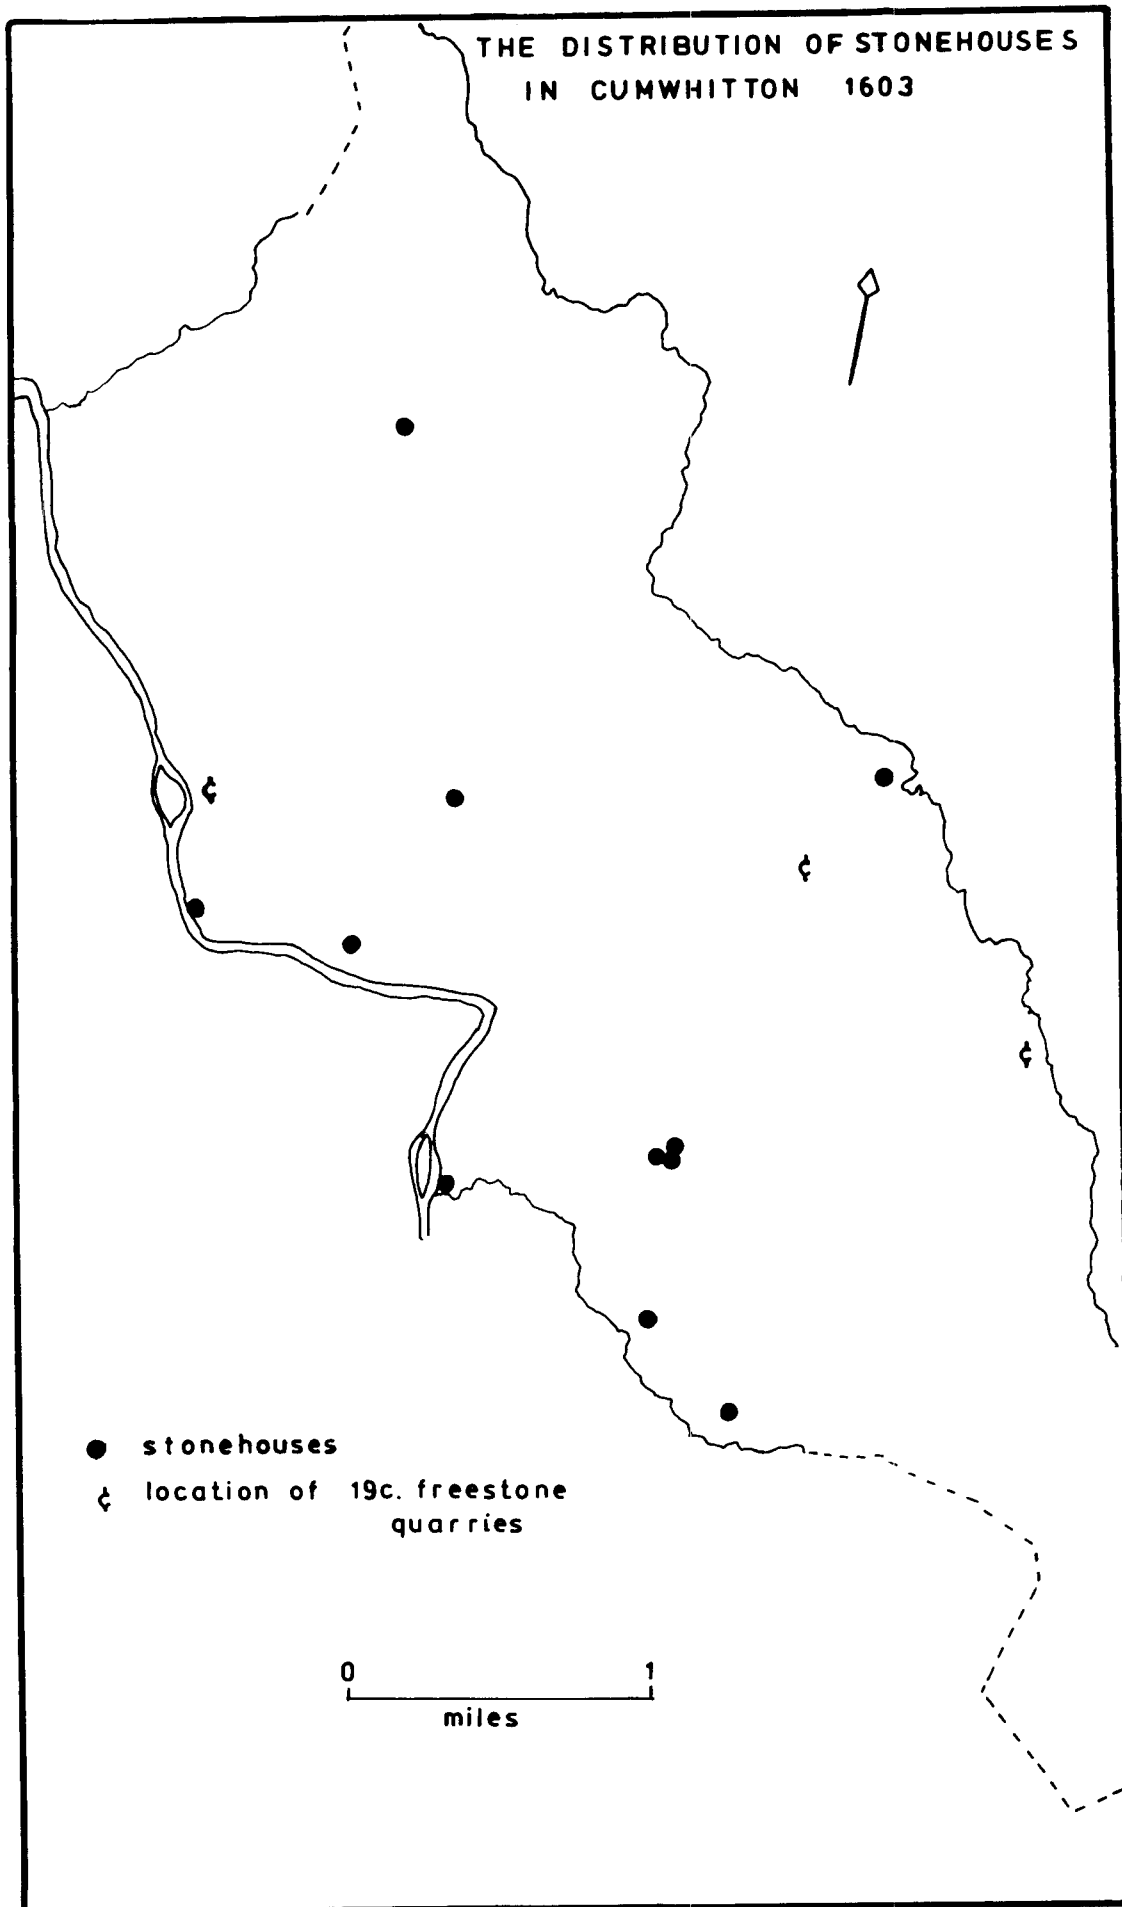 THE DISTRIBUTION OF STONEHOUSES
IN CUMWHITTON 1603
stonehouses
location of 19c. freestone
quarries
0 1
miles